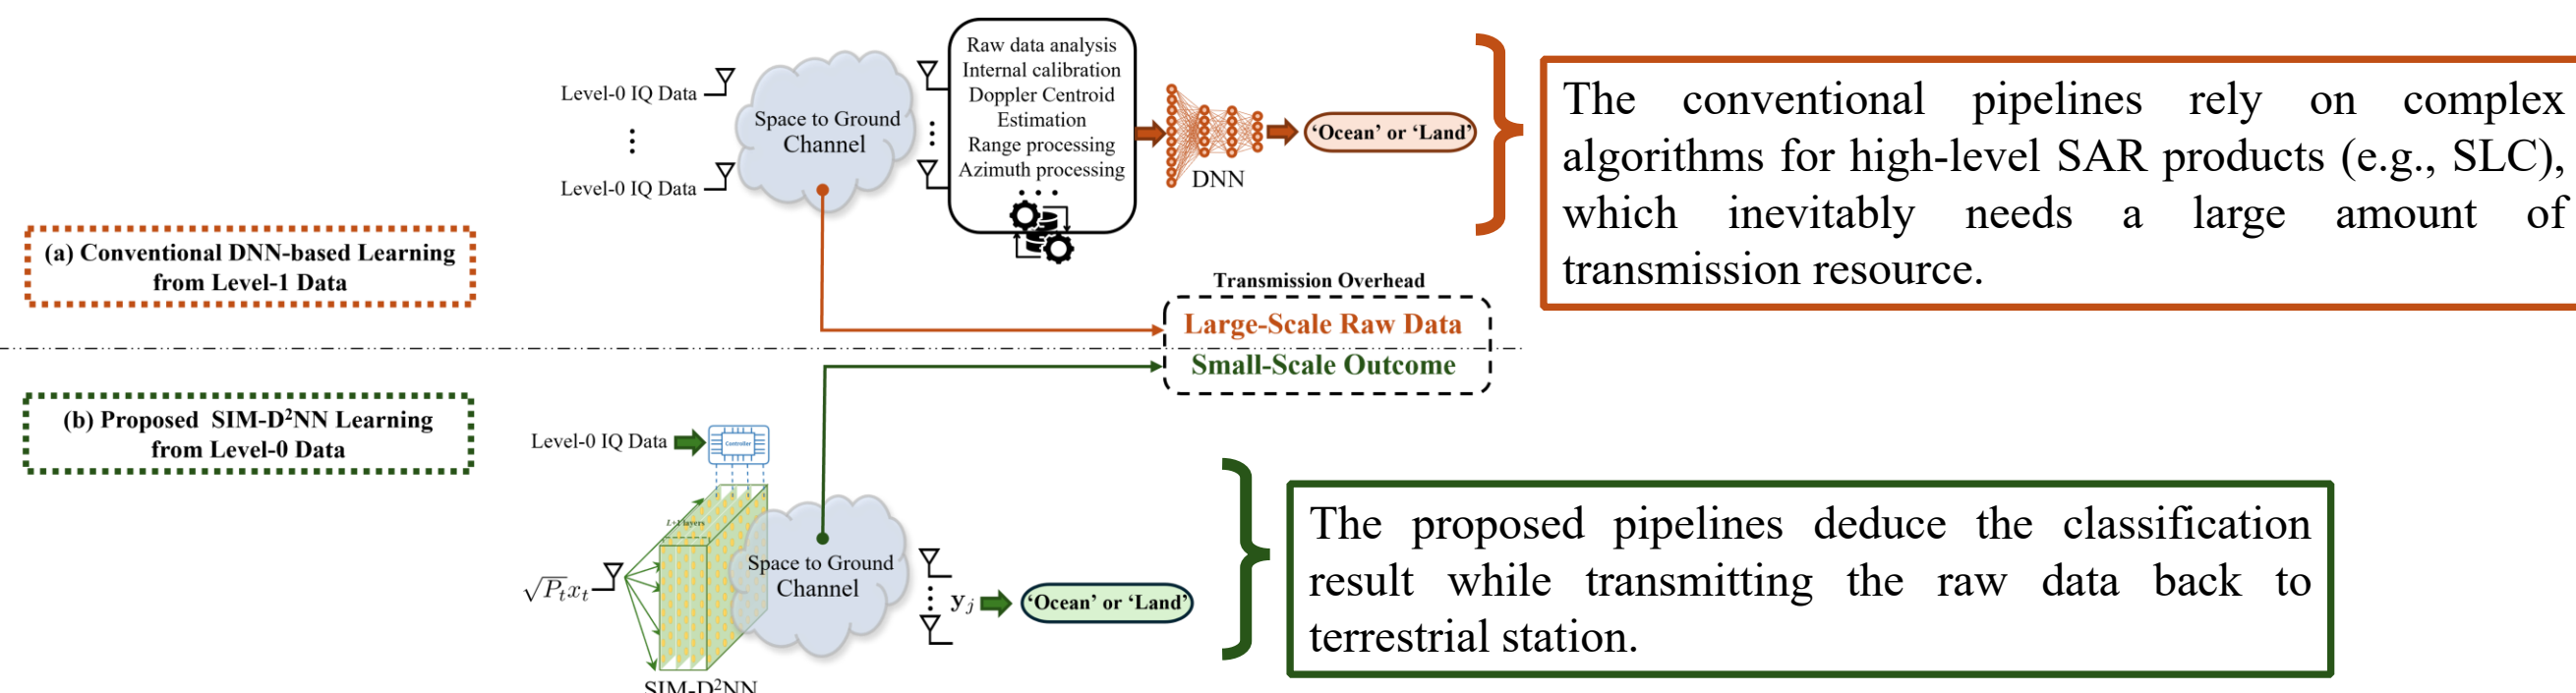 Level-0 IQ Data
Level-0 IQ Data
Space to Ground
Channel
Raw data analysis
Internal calibration
Doppler Centroid
Estimation
Range processing
Azimuth processing
DNN
‘Ocean’ or ‘Land’
The conventional pipelines rely on complex
algorithms for high-level SAR products (e.g., SLC),
which inevitably needs a large amount of
transmission resource.
(a) Conventional DNN-based Learning
from Level-1 Data
Transmission Overhead
Large-Scale Raw Data
Small-Scale Outcome
(b) Proposed SIM-D²NN Learning
from Level-0 Data
Level-0 IQ Data
Controller
L+1 layers
√Pₜxₜ
Space to Ground
Channel
yⱼ
‘Ocean’ or ‘Land’
SIM-D²NN
The proposed pipelines deduce the classification
result while transmitting the raw data back to
terrestrial station.